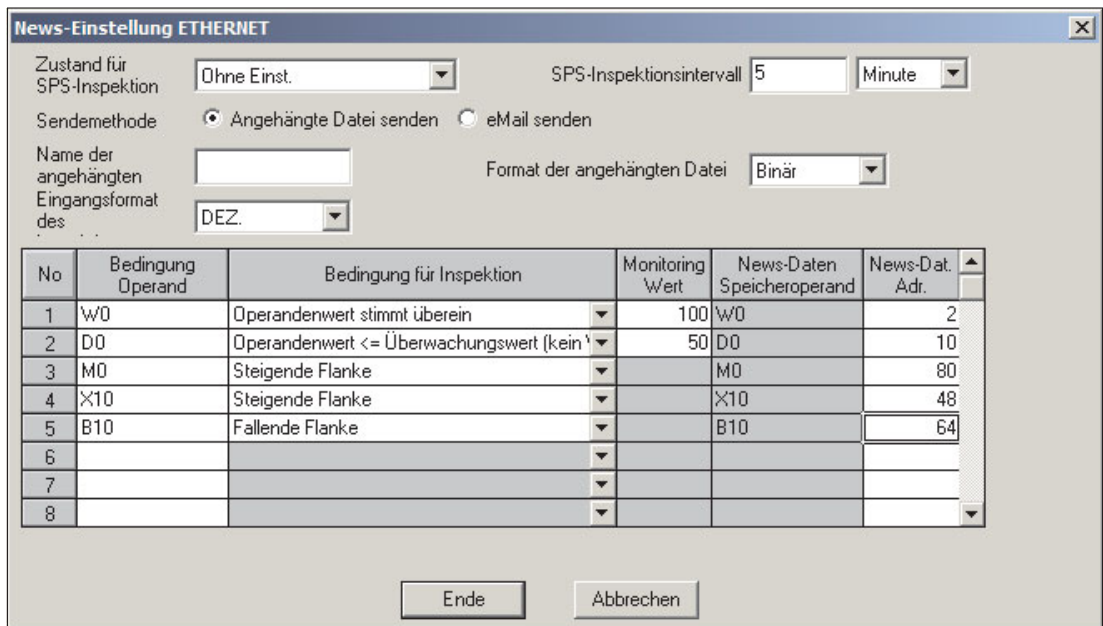 News-Einstellung ETHERNET
Zustand für
SPS-Inspektion
Ohne Einst.
SPS-Inspektionsintervall 5 Minute
Sendemethode
Angehängte Datei senden eMail senden
Name der
angehängten
Format der angehängten Datei Binär
Eingangsformat
des
DEZ.
No Bedingung Operand Bedingung für Inspektion Monitoring Wert News-Daten Speicheroperand News-Dat. Adr.
1 W0 Operandenwert stimmt überein 100 W0 2
2 D0 Operandenwert <= Überwachungswert (kein 50 D0 10
3 M0 Steigende Flanke M0 80
4 X10 Steigende Flanke X10 48
5 B10 Fallende Flanke B10 64
6
7
8
Ende Abbrechen